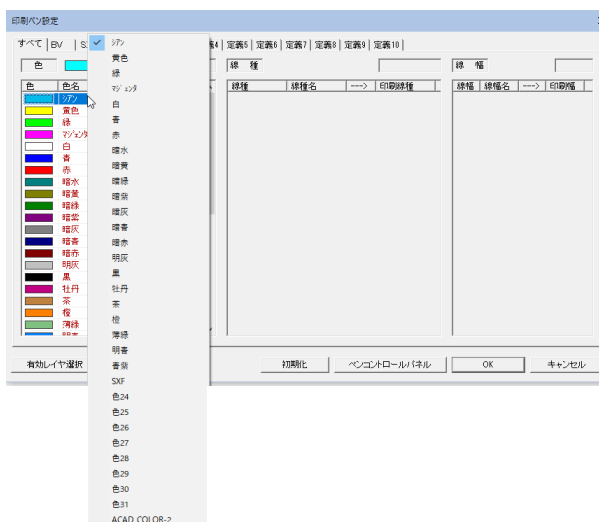 印刷ペン設定
すべて BV S 義4 定義5 定義6 定義7 定義8 定義9 定義10
色 線 種 線 幅
色 色名 線種 線種名 ---> 印刷線種 線幅 線幅名 ---> 印刷幅
シアン
黄色
緑
マジェンタ
白
青
赤
暗水
暗黄
暗緑
暗紫
暗灰
暗青
暗赤
明灰
黒
牡丹
茶
橙
薄緑
明青
シアン
黄色
緑
マジェンタ
白
青
赤
暗水
暗黄
暗緑
暗紫
暗灰
暗青
暗赤
明灰
黒
牡丹
茶
橙
薄緑
明青
青紫
SXF
色24
色25
色26
色27
色28
色29
色30
色31
ACAD COLOR-2
有効レイヤ選択 初期化 ペンコントロールパネル OK キャンセル